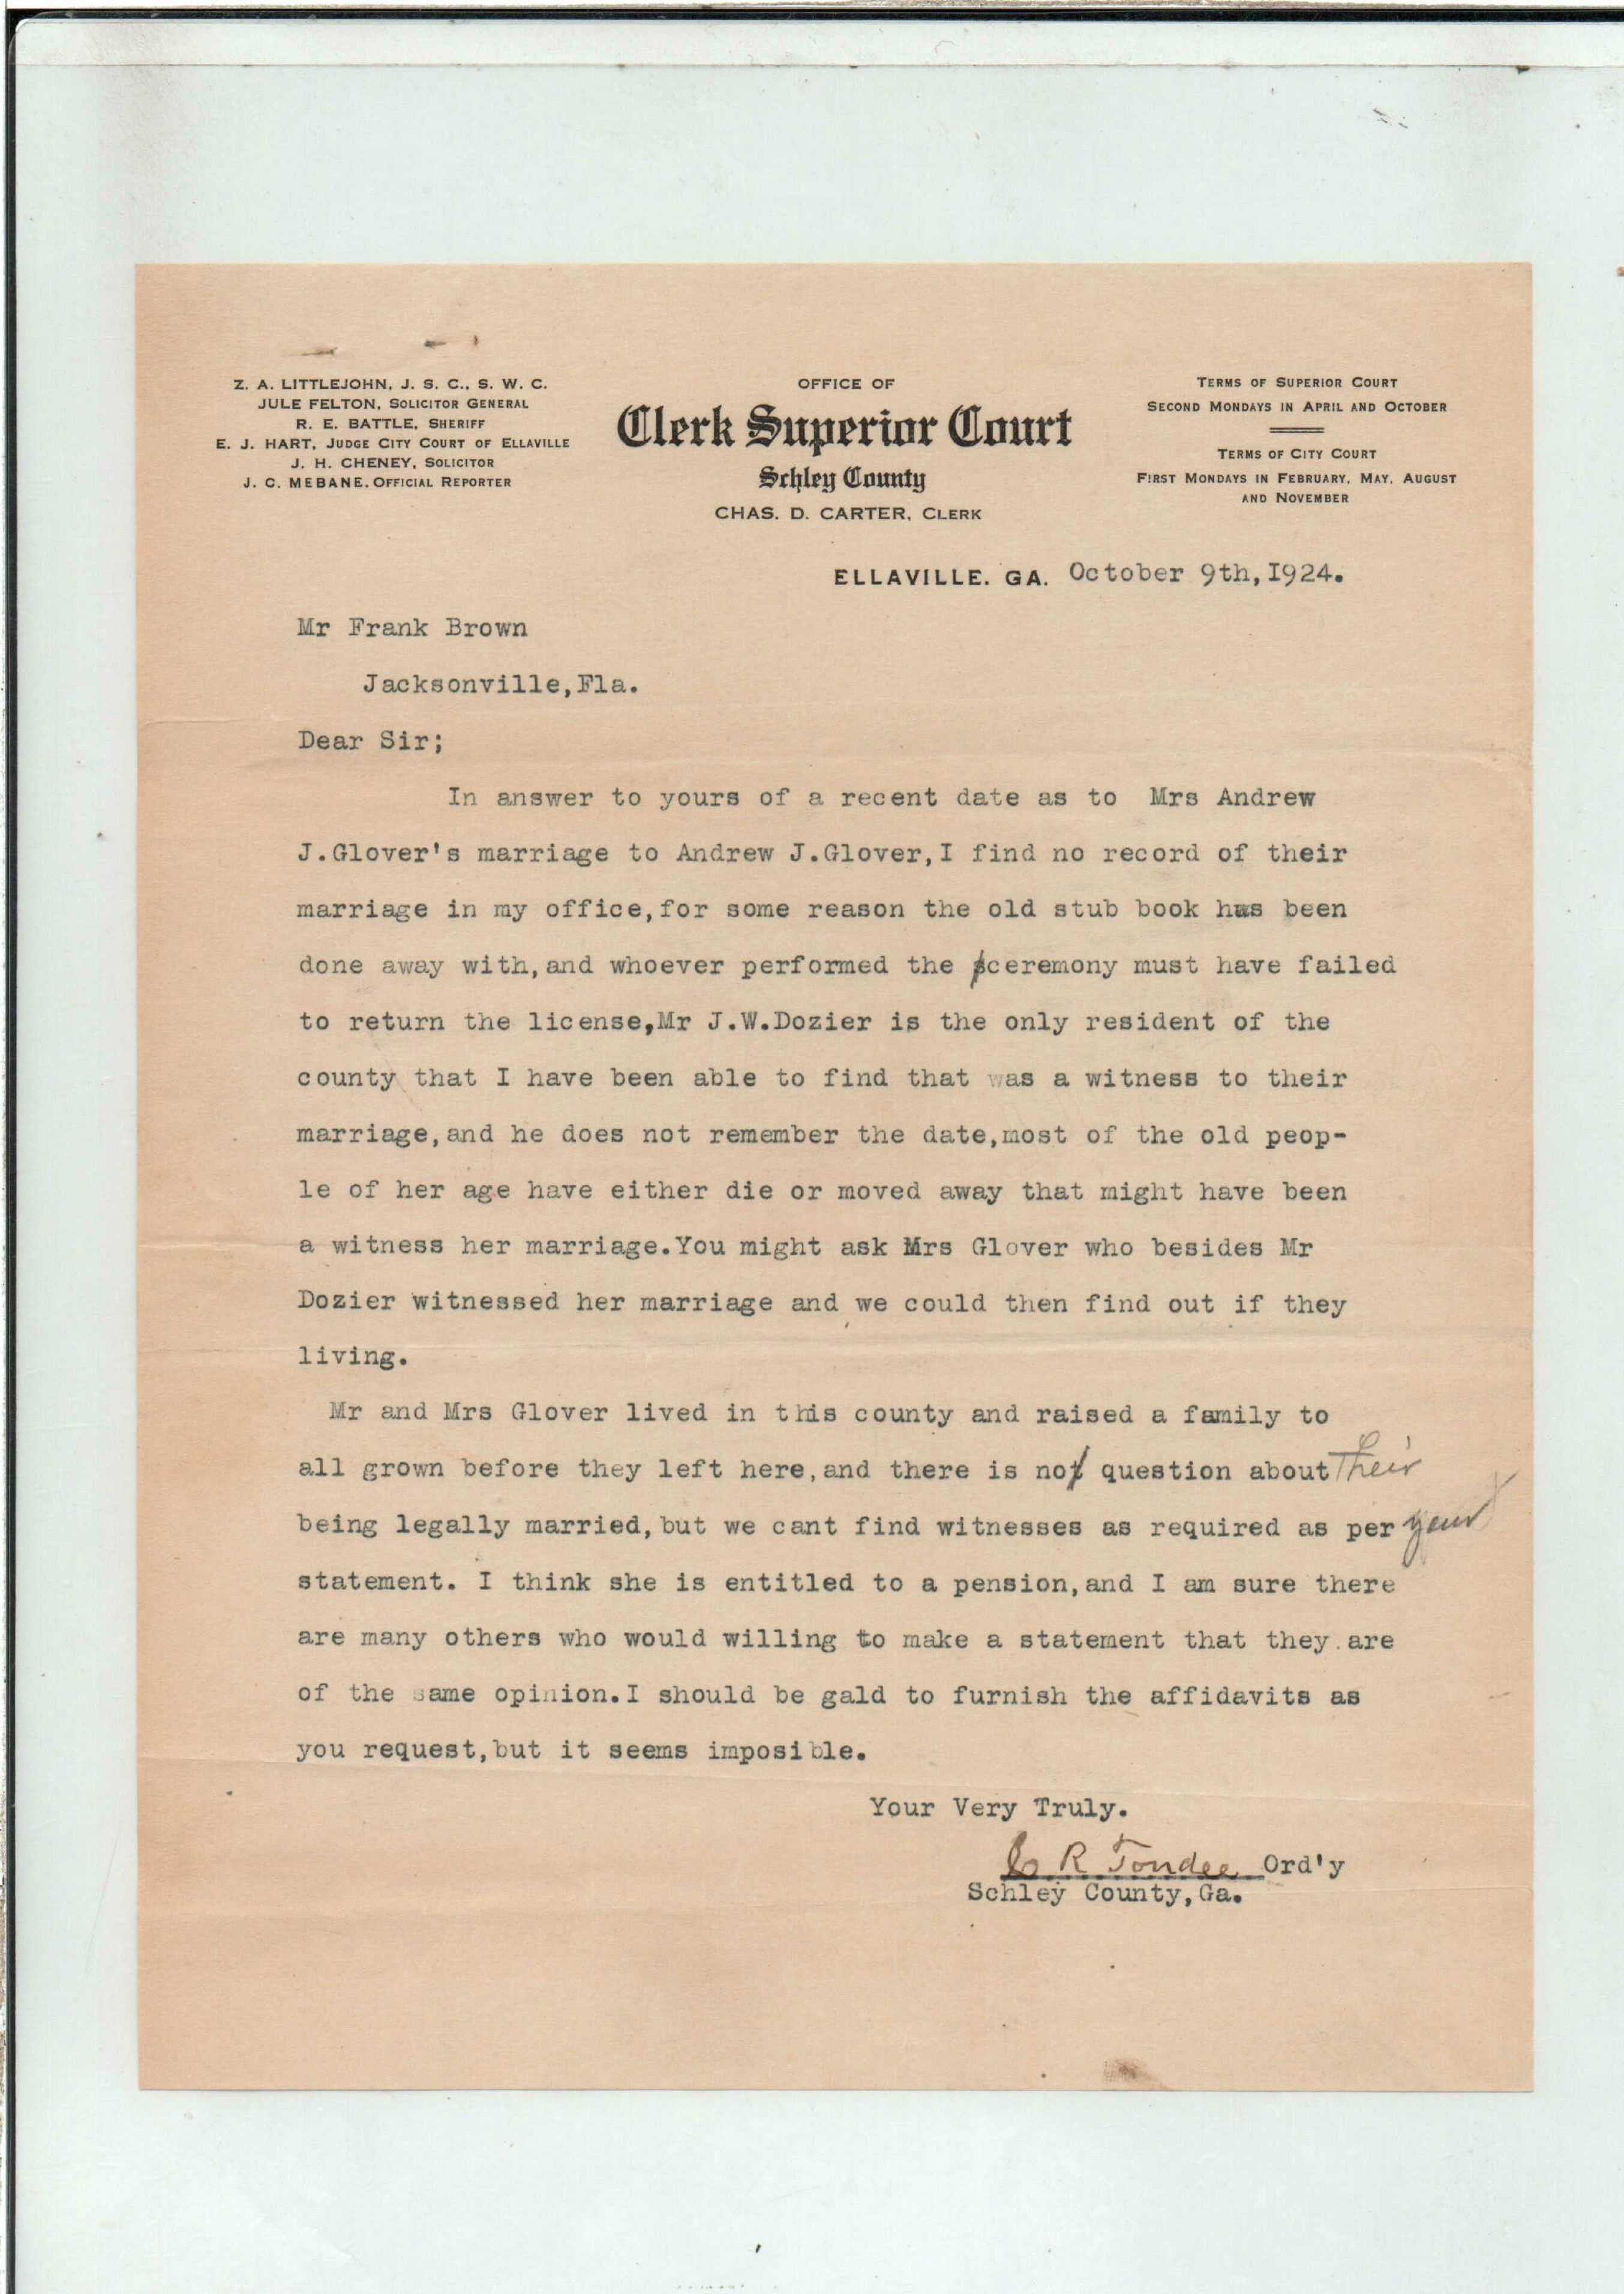 Z. A. LITTLEJOHN, J. S. C., S. W. C.
JULE FELTON, SOLICITOR GENERAL
R. E. BATTLE, SHERIFF
E. J. HART, JUDGE CITY COURT OF ELLAVILLE
J. H. CHENEY, SOLICITOR
J. C. MEBANE, OFFICIAL REPORTER
OFFICE OF
Clerk Superior Court
Schley County
CHAS. D. CARTER, CLERK
TERMS OF SUPERIOR COURT
SECOND MONDAYS IN APRIL AND OCTOBER
TERMS OF CITY COURT
FIRST MONDAYS IN FEBRUARY, MAY, AUGUST
AND NOVEMBER
ELLAVILLE. GA. October 9th,I924.
Mr Frank Brown
Jacksonville,Fla.
Dear Sir;
In answer to yours of a recent date as to Mrs Andrew
J.Glover's marriage to Andrew J.Glover,I find no record of their
marriage in my office,for some reason the old stub book has been
done away with,and whoever performed the ceremony must have failed
to return the license,Mr J.W.Dozier is the only resident of the
county that I have been able to find that was a witness to their
marriage,and he does not remember the date,most of the old peop-
le of her age have either die or moved away that might have been
a witness her marriage.You might ask Mrs Glover who besides Mr
Dozier witnessed her marriage and we could then find out if they
living.
Mr and Mrs Glover lived in this county and raised a family to
all grown before they left here,and there is no question about Their
being legally married,but we cant find witnesses as required as per your
statement. I think she is entitled to a pension,and I am sure there
are many others who would willing to make a statement that they are
of the same opinion.I should be gald to furnish the affidavits as
you request,but it seems imposible.
Your Very Truly.
C R Tondee Ord'y
Schley County,Ga.